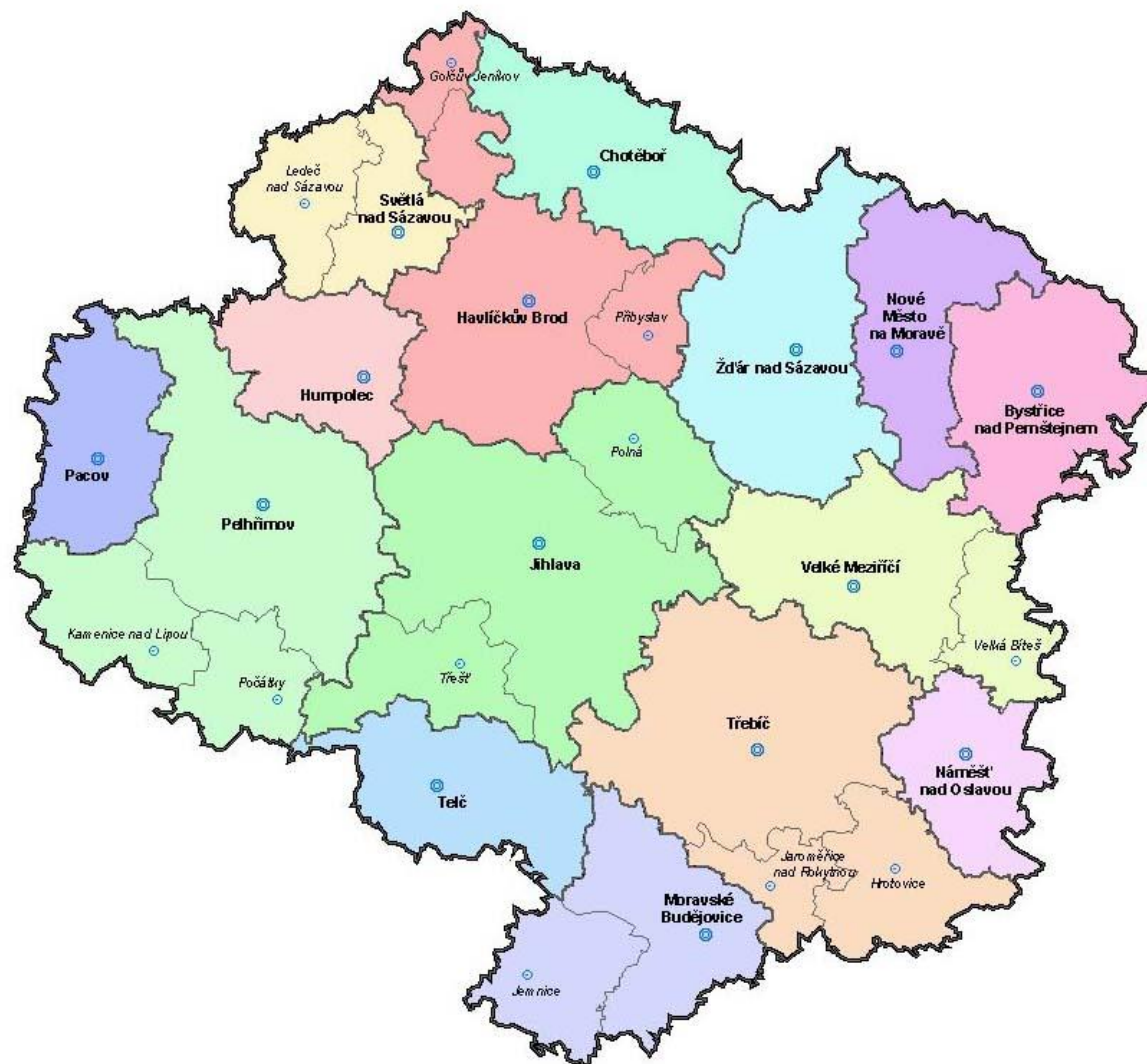 Golčův Jeníkov
Chotěboř
Ledeč
nad Sázavou
Světlá
nad Sázavou
Havlíčkův Brod
Přibyslav
Nové
Město
na Moravě
Žďár nad Sázavou
Humpolec
Bystřice
nad Pernštejnem
Polná
Pacov
Pelhřimov
Jihlava
Velké Meziříčí
Kamenice nad Lipou
Velká Bíteš
Třešť
Počátky
Třebíč
Náměšť
nad Oslavou
Telč
Jaroměřice
nad Rokytnou
Hrotovice
Moravské
Budějovice
Jemnice